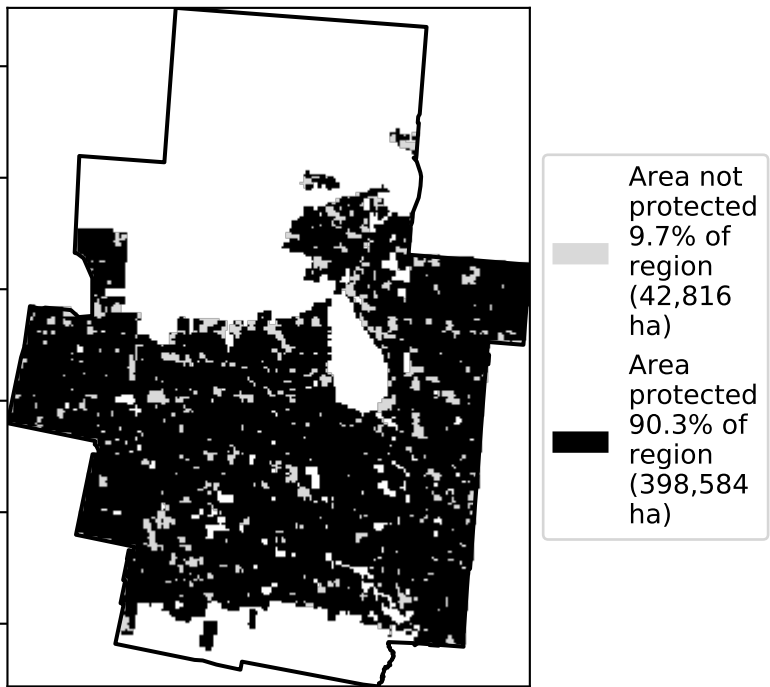 Area not
protected
9.7% of
region
(42,816
ha)
Area
protected
90.3% of
region
(398,584
ha)